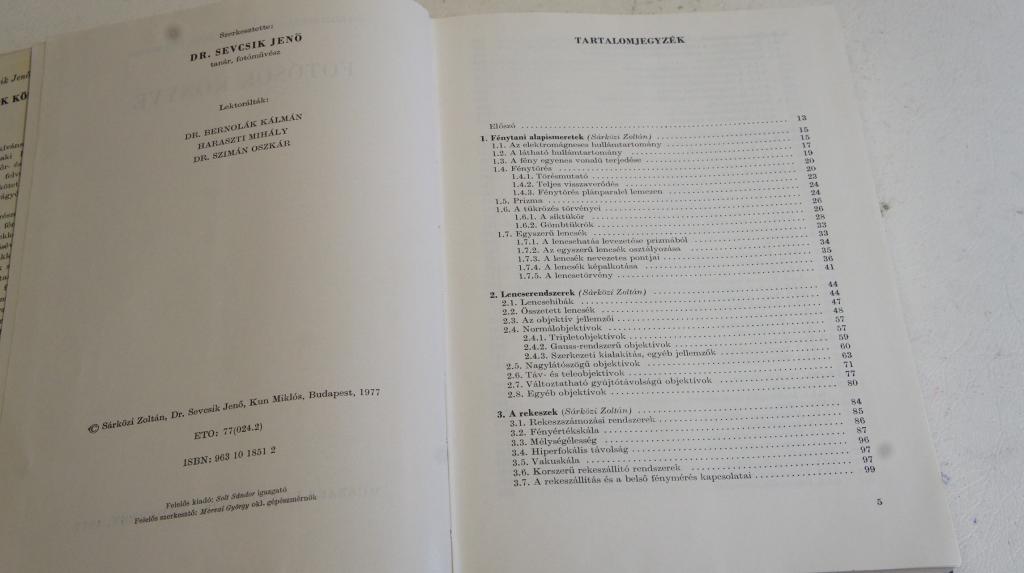 Szerkesztette:
DR. SEVCSIK JENŐ
tanár, fotóművész
Lektorálták:
DR. BERNOLÁK KÁLMÁN
HARASZTI MIHÁLY
DR. SZIMÁN OSZKÁR
© Sárközi Zoltán, Dr. Sevcsik Jenő, Kun Miklós, Budapest, 1977
ETO: 77(024.2)
ISBN: 963 10 1851 2
Felelős kiadó: Solt Sándor igazgató
Felelős szerkesztő: Mórcai György okl. gépészmérnök
TARTALOMJEGYZÉK
Előszó 13
1. Fénytani alapismeretek (Sárközi Zoltán) 15
1.1. Az elektromágneses hullámtartomány 15
1.2. A látható hullámtartomány 17
1.3. A fény egyenes vonalú terjedése 19
1.4. Fénytörés 20
1.4.1. Törésmutató 20
1.4.2. Teljes visszaverődés 23
1.4.3. Fénytörés plánparalel lemezen 24
1.5. Prizma 24
1.6. A tükrözés törvényei 26
1.6.1. A síktükör 26
1.6.2. Gömbtükrök 28
1.7. Egyszerű lencsék 33
1.7.1. A lencsehatás levezetése prizmából 33
1.7.2. Az egyszerű lencsék osztályozása 34
1.7.3. A lencsék nevezetes pontjai 35
1.7.4. A lencsék képalkotása 36
1.7.5. A lencsetörvény 41
2. Lencserendszerek (Sárközi Zoltán) 44
2.1. Lencsehibák 44
2.2. Összetett lencsék 47
2.3. Az objektív jellemzői 48
2.4. Normálobjektívok 57
2.4.1. Tripletobjektívok 57
2.4.2. Gauss-rendszerű objektívok 59
2.4.3. Szerkezeti kialakítás, egyéb jellemzők 60
2.5. Nagylátószögű objektívok 63
2.6. Táv- és teleobjektívok 71
2.7. Változtatható gyújtótávolságú objektívok 77
2.8. Egyéb objektívok 80
3. A rekeszek (Sárközi Zoltán) 84
3.1. Rekeszszámozási rendszerek 85
3.2. Fényértékskála 86
3.3. Mélységélesség 87
3.4. Hiperfokális távolság 96
3.5. Vakuskála 97
3.6. Korszerű rekeszállító rendszerek 97
3.7. A rekeszállítás és a belső fénymérés kapcsolatai 99
5